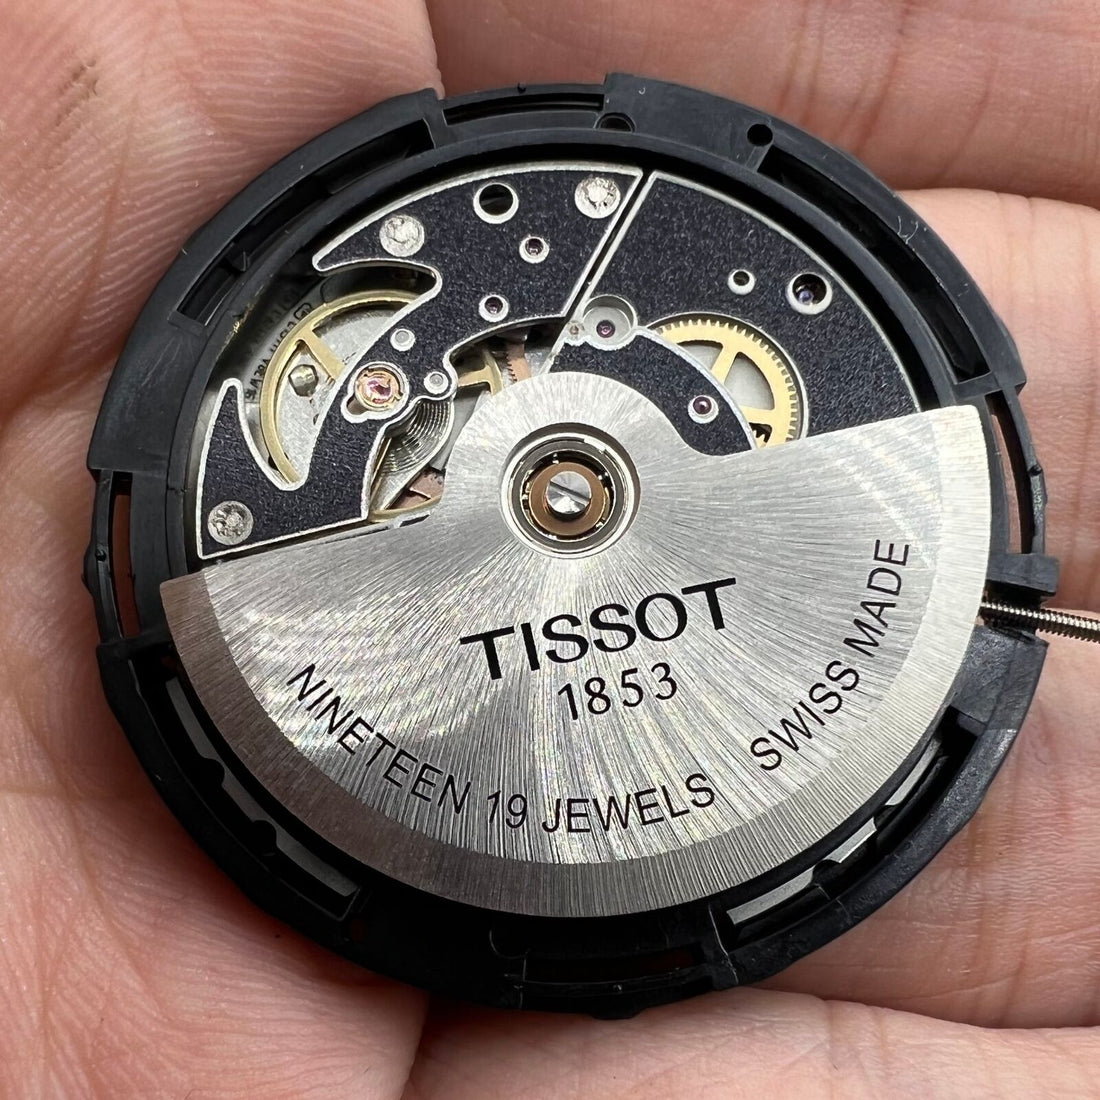 TISSOT
1853
NINETEEN 19 JEWELS SWISS MADE